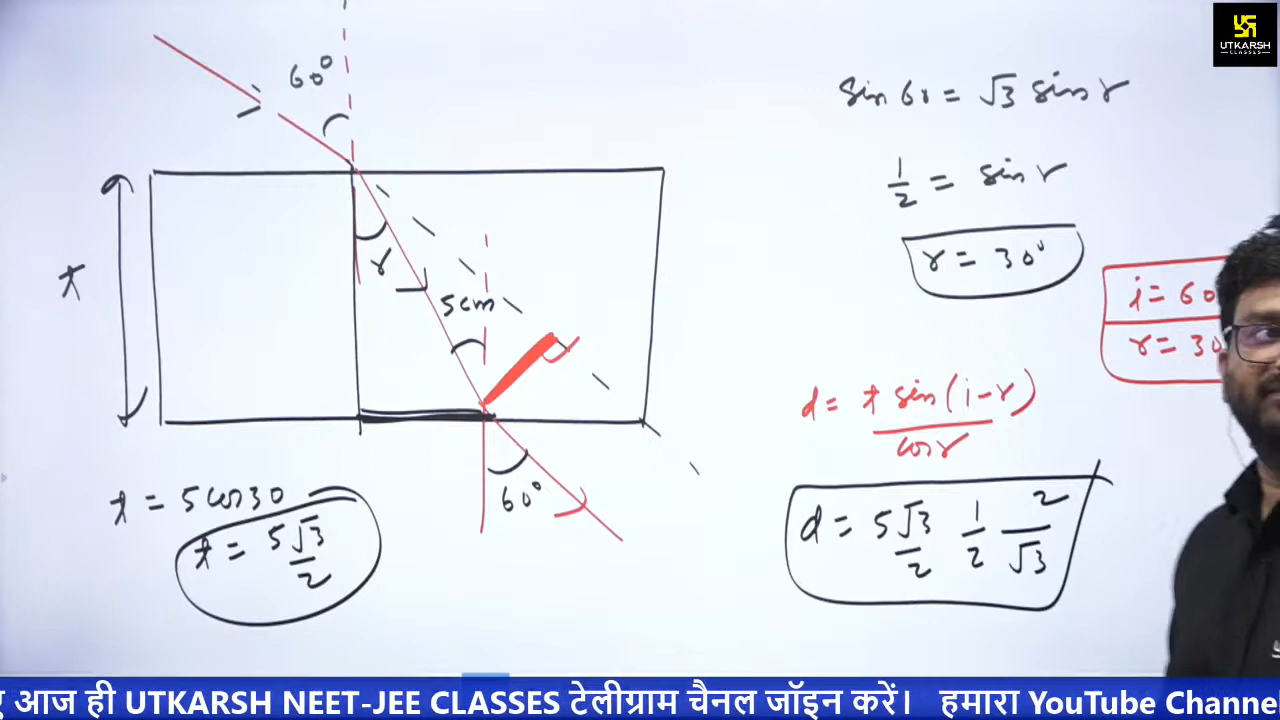 UTKARSH
CLASSES
60°
sin 60 = √3 sin r
1/2 = sin r
r = 30°
i = 60
r = 30
t
r
5cm
d = t sin(i-r)/cos r
60°
t = 5 cos30
t = 5√3/2
d = 5√3/2 1/2 2/√3
आज ही UTKARSH NEET-JEE CLASSES टेलीग्राम चैनल जॉइन करें। हमारा YouTube Channel